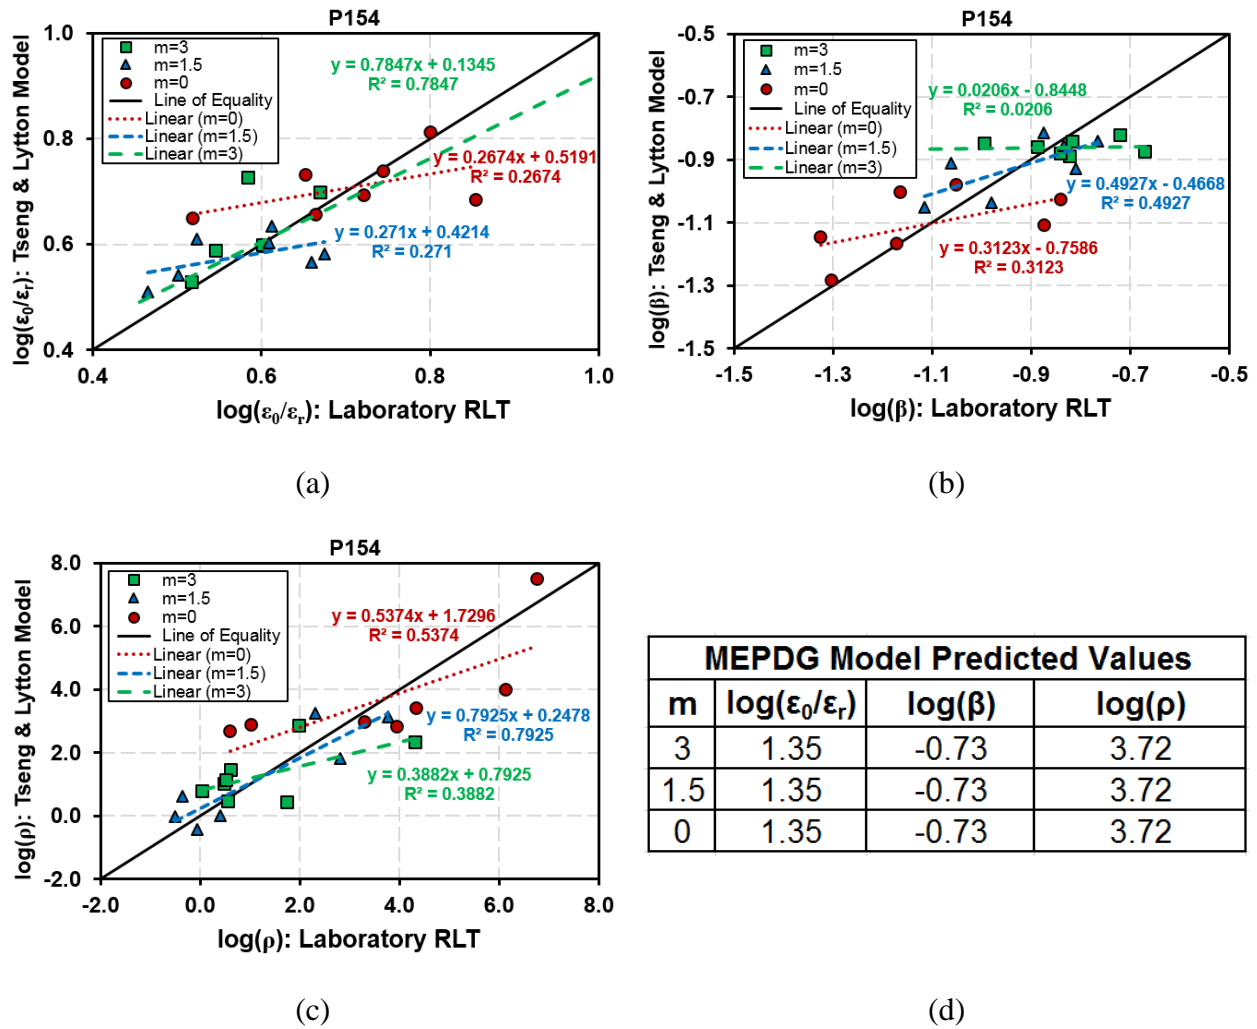 P154
log(ε0/εr): Tseng & Lytton Model
1.0
0.8
0.6
0.4
m=3
m=1.5
m=0
Line of Equality
Linear (m=0)
Linear (m=1.5)
Linear (m=3)
y = 0.7847x + 0.1345
R² = 0.7847
y = 0.2674x + 0.5191
R² = 0.2674
y = 0.271x + 0.4214
R² = 0.271
0.4 0.6 0.8 1.0
log(ε0/εr): Laboratory RLT
(a)
P154
log(β): Tseng & Lytton Model
-0.5
-0.7
-0.9
-1.1
-1.3
-1.5
m=3
m=1.5
m=0
Line of Equality
Linear (m=0)
Linear (m=1.5)
Linear (m=3)
y = 0.0206x - 0.8448
R² = 0.0206
y = 0.4927x - 0.4668
R² = 0.4927
y = 0.3123x - 0.7586
R² = 0.3123
-1.5 -1.3 -1.1 -0.9 -0.7 -0.5
log(β): Laboratory RLT
(b)
P154
log(ρ): Tseng & Lytton Model
8.0
6.0
4.0
2.0
0.0
-2.0
m=3
m=1.5
m=0
Line of Equality
Linear (m=0)
Linear (m=1.5)
Linear (m=3)
y = 0.5374x + 1.7296
R² = 0.5374
y = 0.7925x + 0.2478
R² = 0.7925
y = 0.3882x + 0.7925
R² = 0.3882
-2.0 0.0 2.0 4.0 6.0 8.0
log(ρ): Laboratory RLT
(c)
MEPDG Model Predicted Values
m log(ε0/εr) log(β) log(ρ)
3 1.35 -0.73 3.72
1.5 1.35 -0.73 3.72
0 1.35 -0.73 3.72
(d)